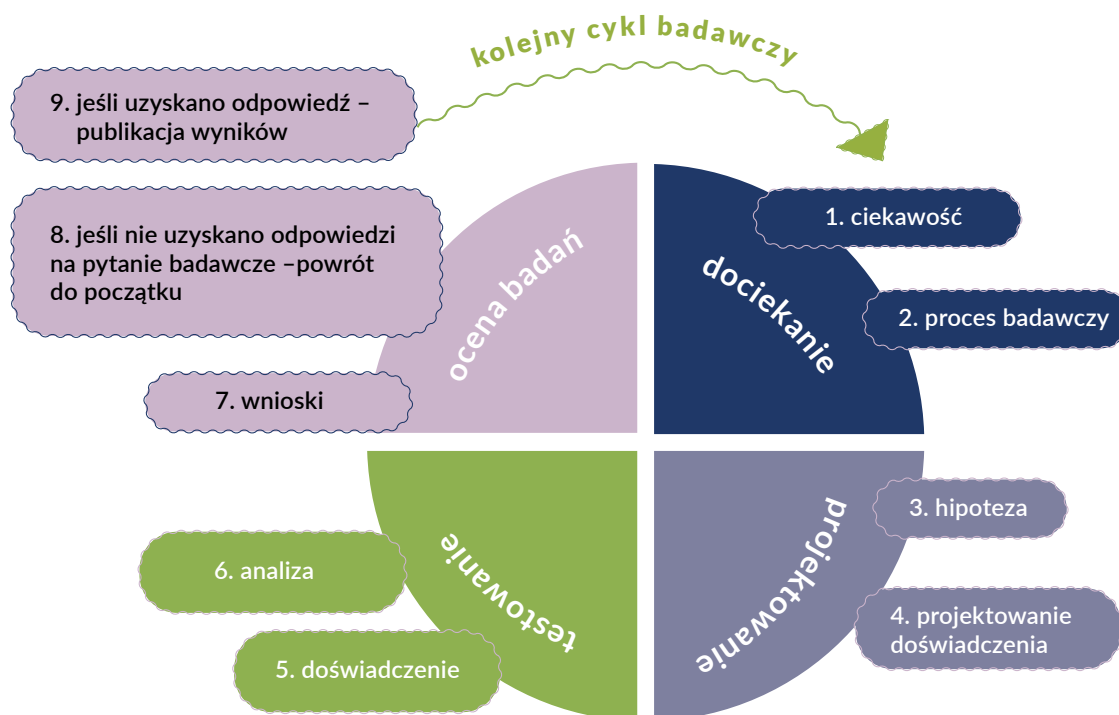 kolejny cykl badawczy
9. jeśli uzyskano odpowiedź –
publikacja wyników
8. jeśli nie uzyskano odpowiedzi
na pytanie badawcze –powrót
do początku
7. wnioski
ocena badań
dociekanie
1. ciekawość
2. proces badawczy
projektowanie
3. hipoteza
4. projektowanie
doświadczenia
testowanie
6. analiza
5. doświadczenie